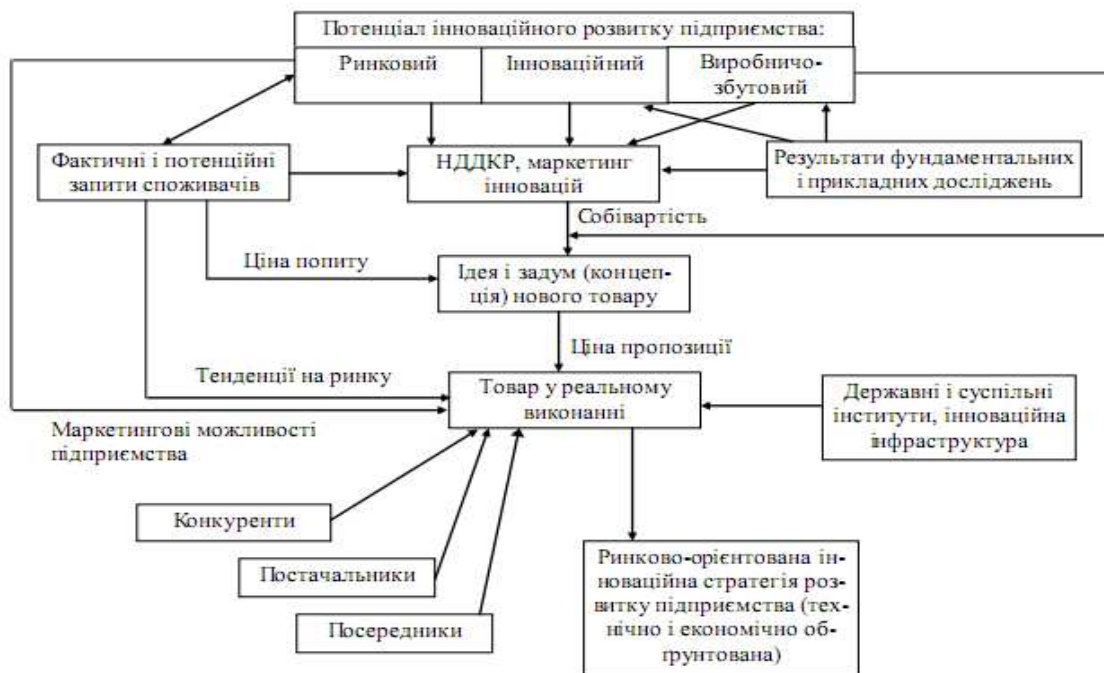 Потенціал інноваційного розвитку підприємства:
Ринковий
Інноваційний
Виробничо-
збутовий
Фактичні і потенційні
запити споживачів
НДДКР, маркетинг
інновацій
Результати фундаментальних
і прикладних досліджень
Собівартість
Ціна попиту
Ідея і задум (концеп-
ція) нового товару
Ціна пропозиції
Тенденції на ринку
Товар у реальному
виконанні
Державні і суспільні
інститути, інноваційна
інфраструктура
Маркетингові можливості
підприємства
Конкуренти
Постачальники
Посередники
Ринково-орієнтована ін-
новаційна стратегія роз-
витку підприємства (тех-
нічно і економічно об-
ґрунтована)